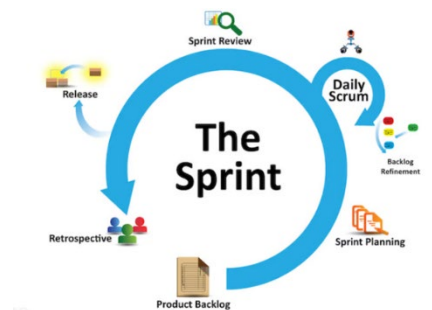 Sprint Review
Daily
Scrum
Release
The
Sprint
Backlog
Refinement
Retrospective
Sprint Planning
Product Backlog